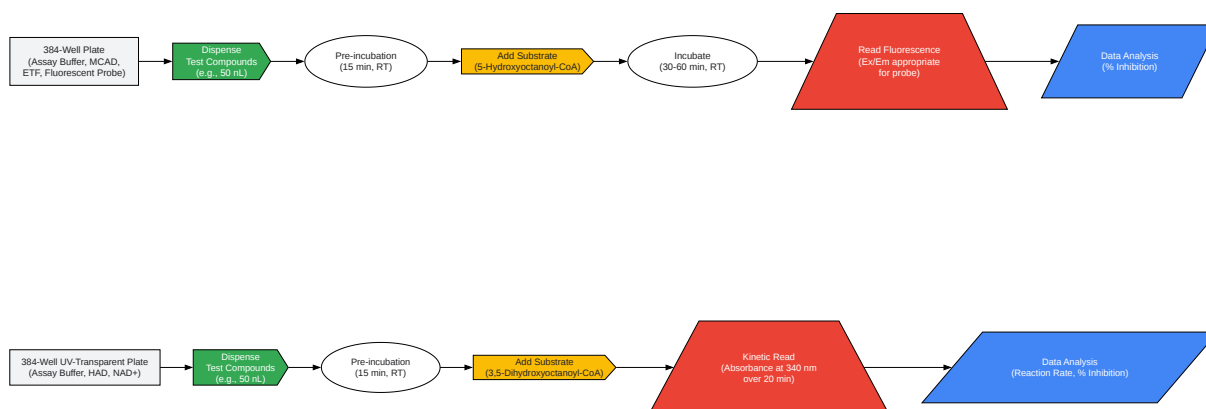 384-Well Plate
(Assay Buffer, MCAD,
ETF, Fluorescent Probe)
Dispense
Test Compounds
(e.g., 50 nL)
Pre-incubation
(15 min, RT)
Add Substrate
(5-Hydroxyoctanoyl-CoA)
Incubate
(30-60 min, RT)
Read Fluorescence
(Ex/Em appropriate
for probe)
Data Analysis
(% Inhibition)
384-Well UV-Transparent Plate
(Assay Buffer, HAD, NAD+)
Dispense
Test Compounds
(e.g., 50 nL)
Pre-incubation
(15 min, RT)
Add Substrate
(3,5-Dihydroxyoctanoyl-CoA)
Kinetic Read
(Absorbance at 340 nm
over 20 min)
Data Analysis
(Reaction Rate, % Inhibition)